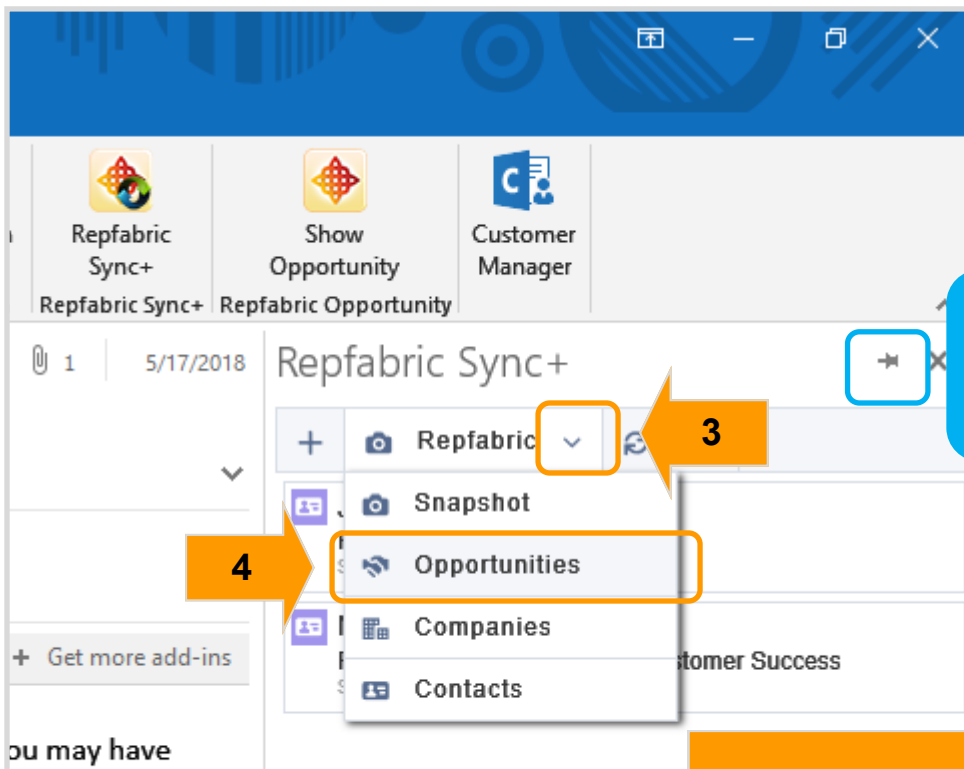 Repfabric
Sync+
Show
Opportunity
Customer
Manager
Repfabric Sync+
Repfabric Opportunity
1
5/17/2018
Repfabric Sync+
Repfabric
3
Snapshot
4
Opportunities
Companies
stomer Success
Contacts
+ Get more add-ins
ou may have